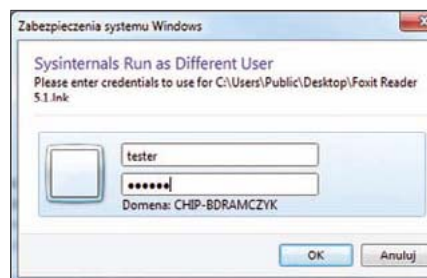 Zabezpieczenia systemu Windows
Sysinternals Run as Different User
Please enter credentials to use for C:\Users\Public\Desktop\Foxit Reader
5.1.lnk
tester
••••••
Domena: CHIP-BDRAMCZYK
OK
Anuluj